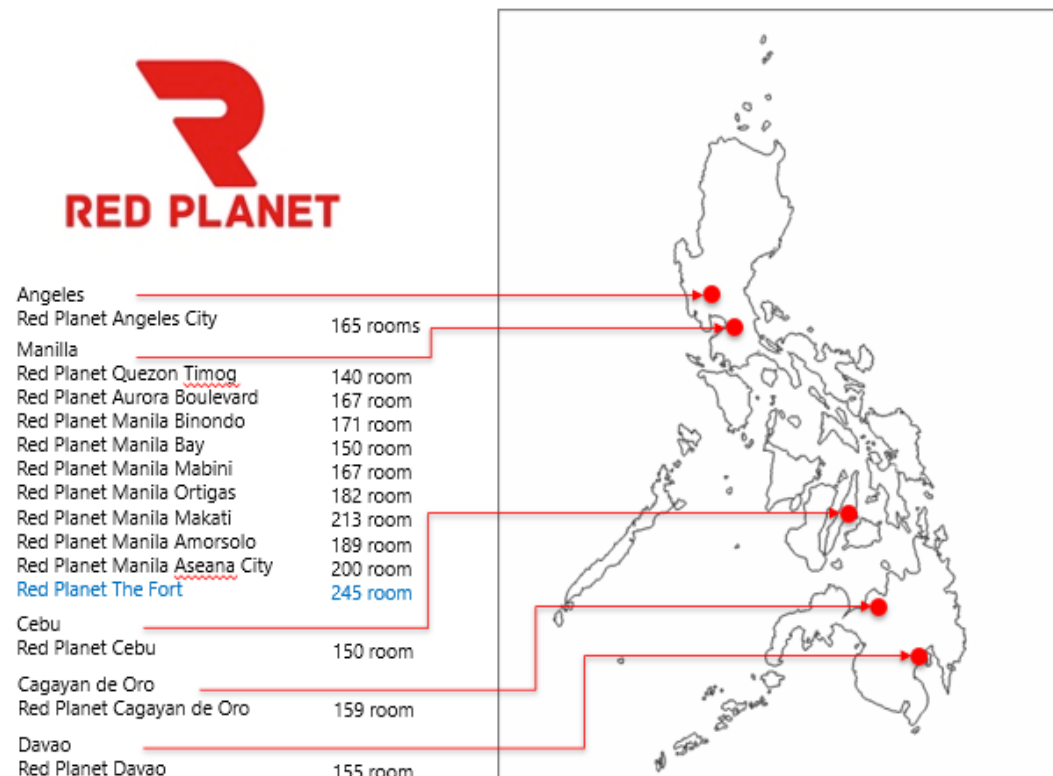 RED PLANET
Angeles
Red Planet Angeles City 165 rooms
Manilla
Red Planet Quezon Timog 140 room
Red Planet Aurora Boulevard 167 room
Red Planet Manila Binondo 171 room
Red Planet Manila Bay 150 room
Red Planet Manila Mabini 167 room
Red Planet Manila Ortigas 182 room
Red Planet Manila Makati 213 room
Red Planet Manila Amorsolo 189 room
Red Planet Manila Aseana City 200 room
Red Planet The Fort 245 room
Cebu
Red Planet Cebu 150 room
Cagayan de Oro
Red Planet Cagayan de Oro 159 room
Davao
Red Planet Davao 155 room